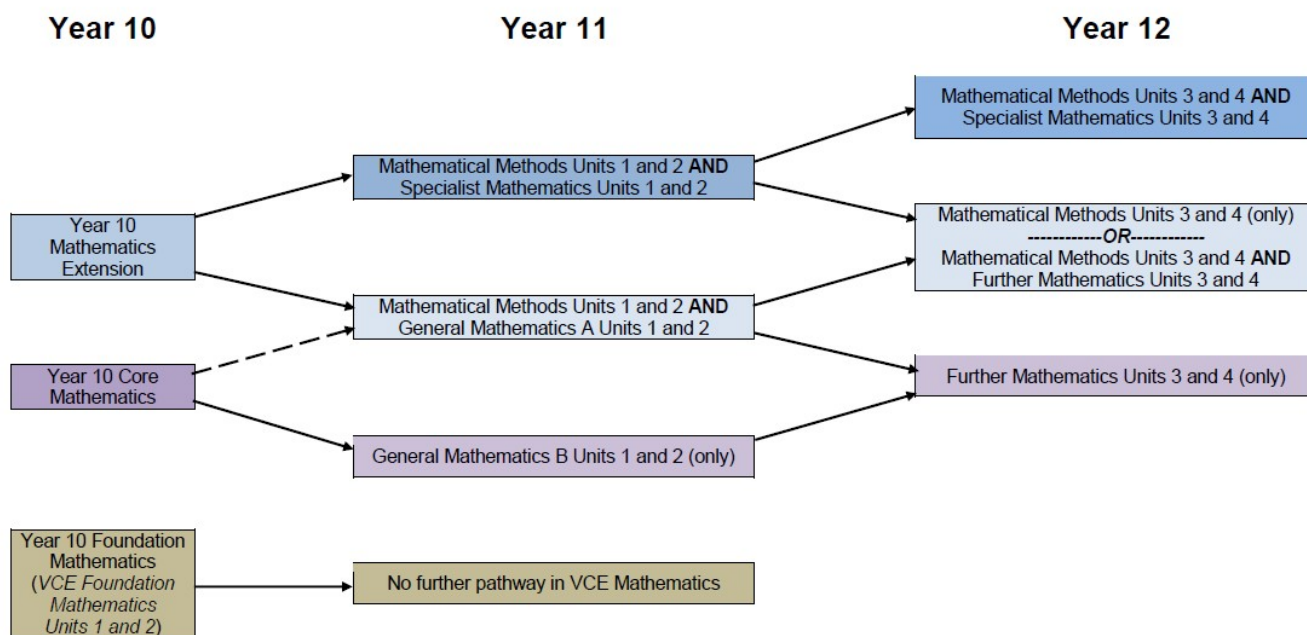 Year 10
Year 11
Year 12
Mathematical Methods Units 3 and 4 AND
Specialist Mathematics Units 3 and 4
Mathematical Methods Units 1 and 2 AND
Specialist Mathematics Units 1 and 2
Year 10
Mathematics
Extension
Mathematical Methods Units 3 and 4 (only)
------------OR------------
Mathematical Methods Units 3 and 4 AND
Further Mathematics Units 3 and 4
Mathematical Methods Units 1 and 2 AND
General Mathematics A Units 1 and 2
Year 10 Core
Mathematics
Further Mathematics Units 3 and 4 (only)
General Mathematics B Units 1 and 2 (only)
Year 10 Foundation
Mathematics
(VCE Foundation
Mathematics
Units 1 and 2)
No further pathway in VCE Mathematics